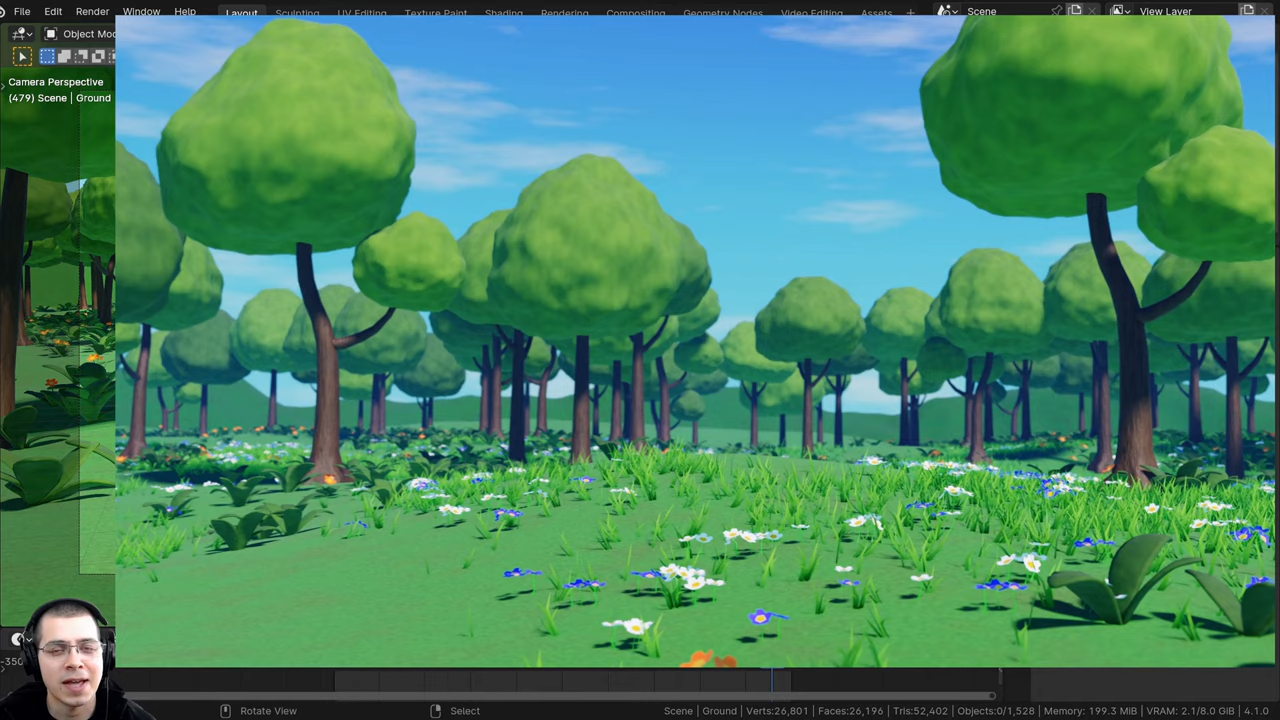 File Edit Render Window Help Layout Sculpting UV Editing Texture Paint Shading Rendering Compositing Geometry Nodes Video Editing Assets + Scene View Layer
Object Mod
Camera Perspective
(479) Scene | Ground
-350
Rotate View Select Scene | Ground | Verts:26,801 | Faces:26,196 | Tris:52,402 | Objects:0/1,528 | Memory: 199.3 MiB | VRAM: 2.1/8.0 GiB | 4.1.0